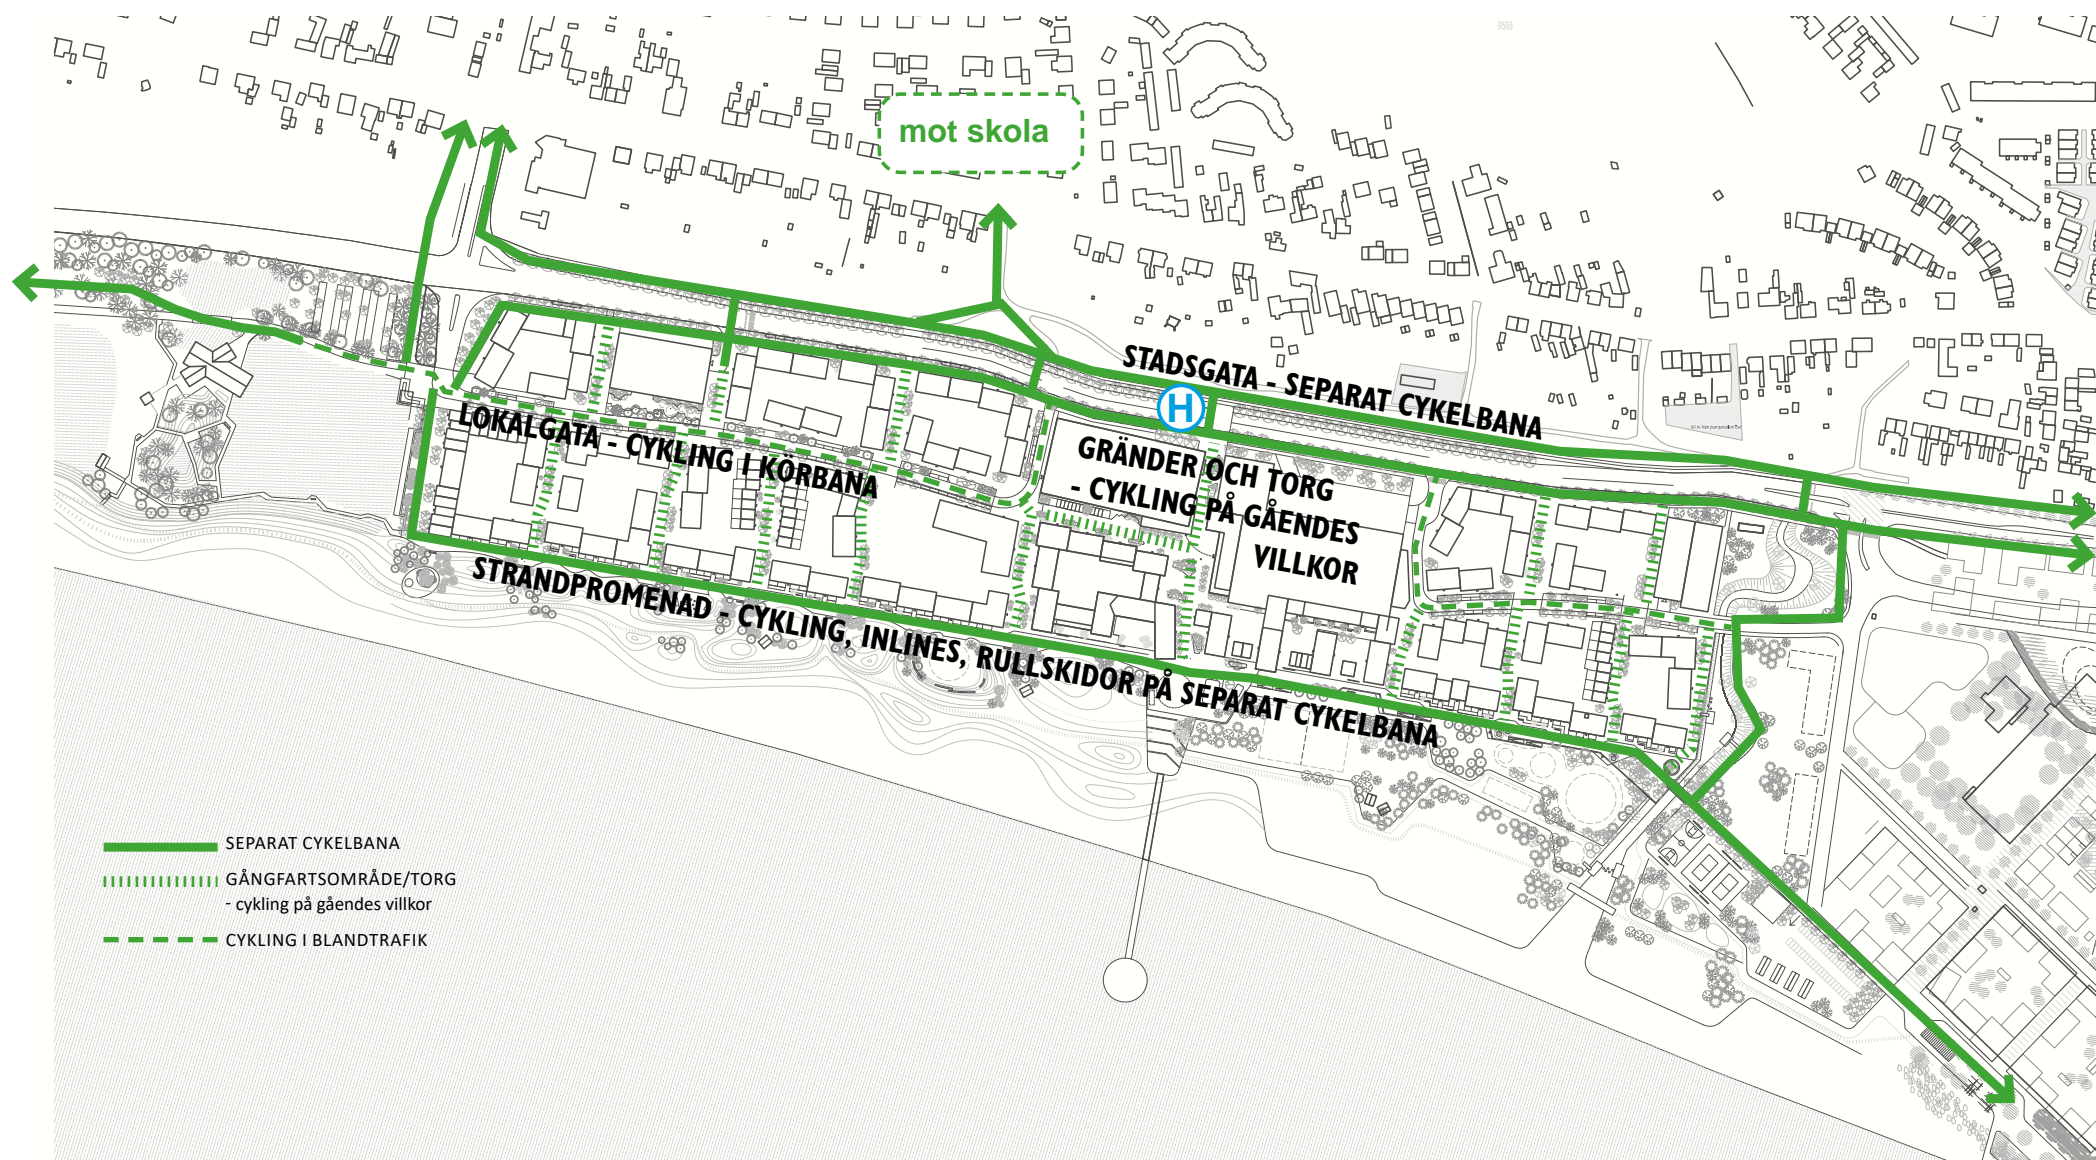 mot skola
STADSGATA - SEPARAT CYKELBANA
H
LOKALGATA - CYKLING I KÖRBANA
GRÄNDER OCH TORG
- CYKLING PÅ GÅENDES
VILLKOR
STRANDPROMENAD - CYKLING, INLINES, RULLSKIDOR PÅ SEPARAT CYKELBANA
SEPARAT CYKELBANA
GÅNGFARTSOMRÅDE/TORG
- cykling på gåendes villkor
CYKLING I BLANDTRAFIK